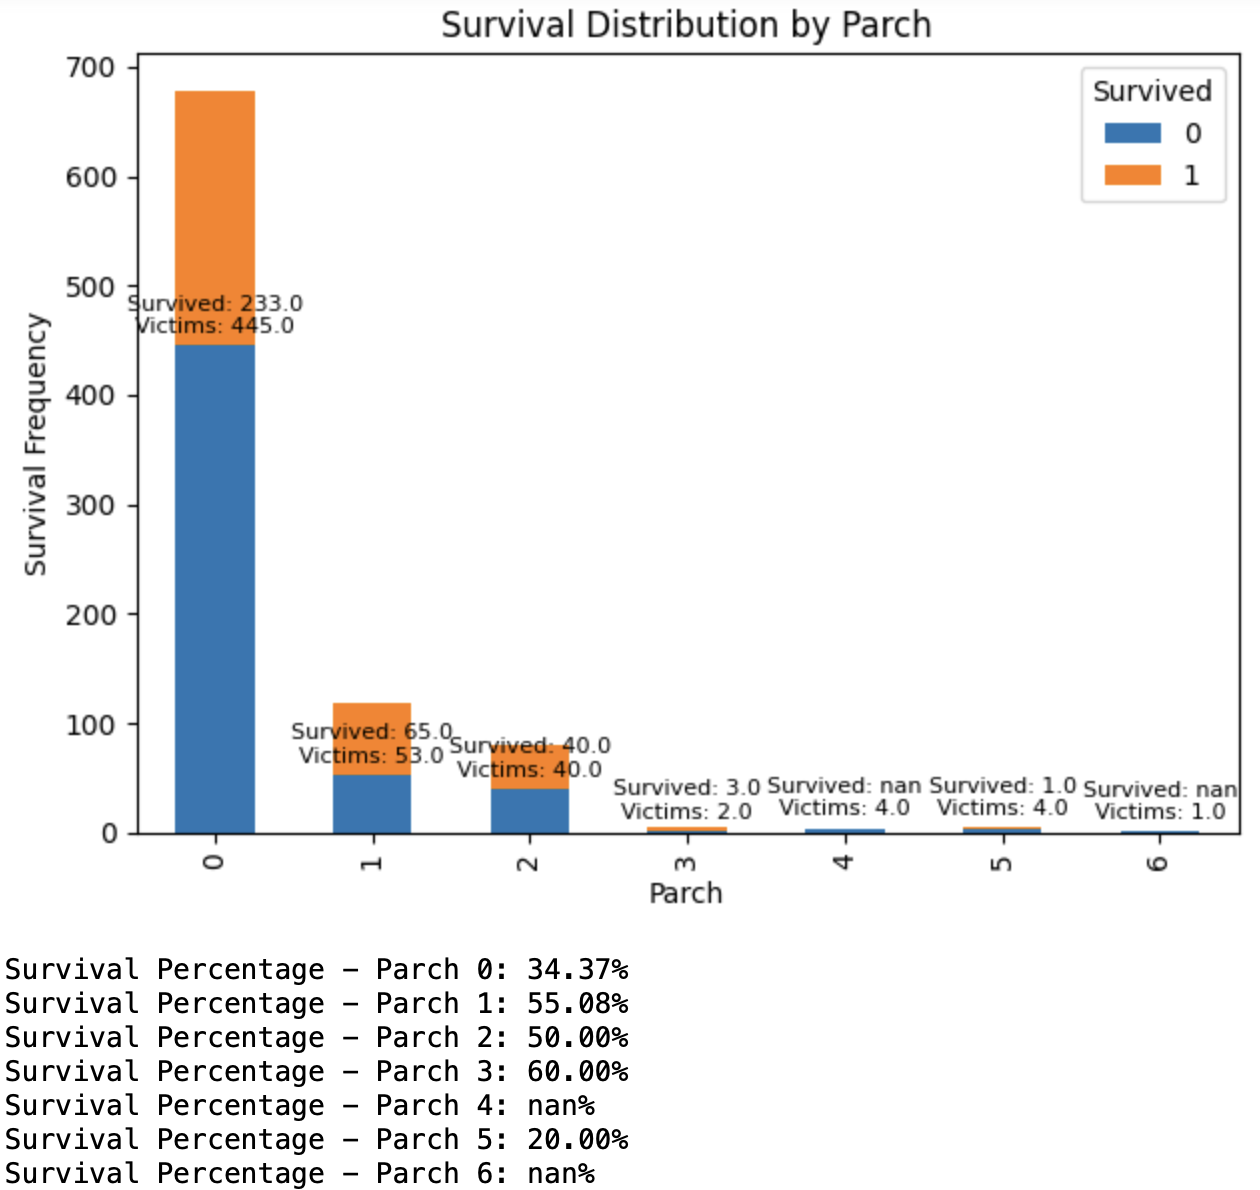 Survival Distribution by Parch
Survived
0
1
700
600
500
400
300
200
100
0
Survival Frequency
Survived: 233.0
Victims: 445.0
Survived: 65.0
Victims: 53.0
Survived: 40.0
Victims: 40.0
Survived: 3.0
Victims: 2.0
Survived: nan
Victims: 4.0
Survived: 1.0
Victims: 4.0
Survived: nan
Victims: 1.0
0
1
2
3
4
5
6
Parch
Survival Percentage – Parch 0: 34.37%
Survival Percentage – Parch 1: 55.08%
Survival Percentage – Parch 2: 50.00%
Survival Percentage – Parch 3: 60.00%
Survival Percentage – Parch 4: nan%
Survival Percentage – Parch 5: 20.00%
Survival Percentage – Parch 6: nan%